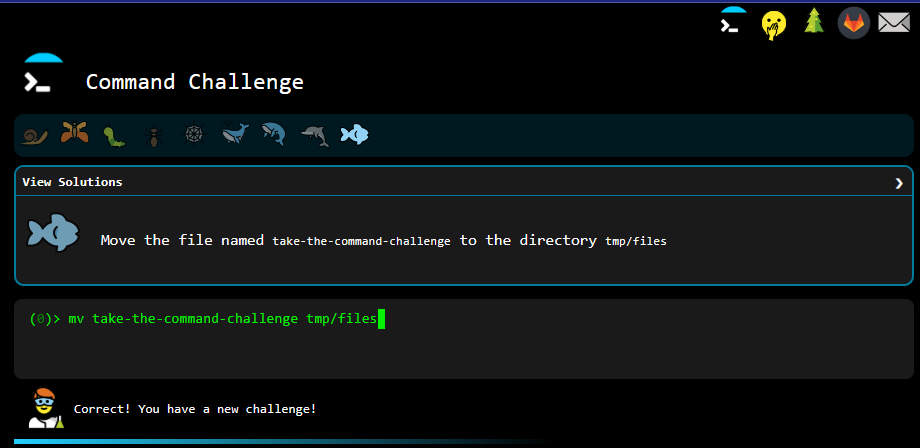 Command Challenge
View Solutions
Move the file named take-the-command-challenge to the directory tmp/files
(0)> mv take-the-command-challenge tmp/files
Correct! You have a new challenge!